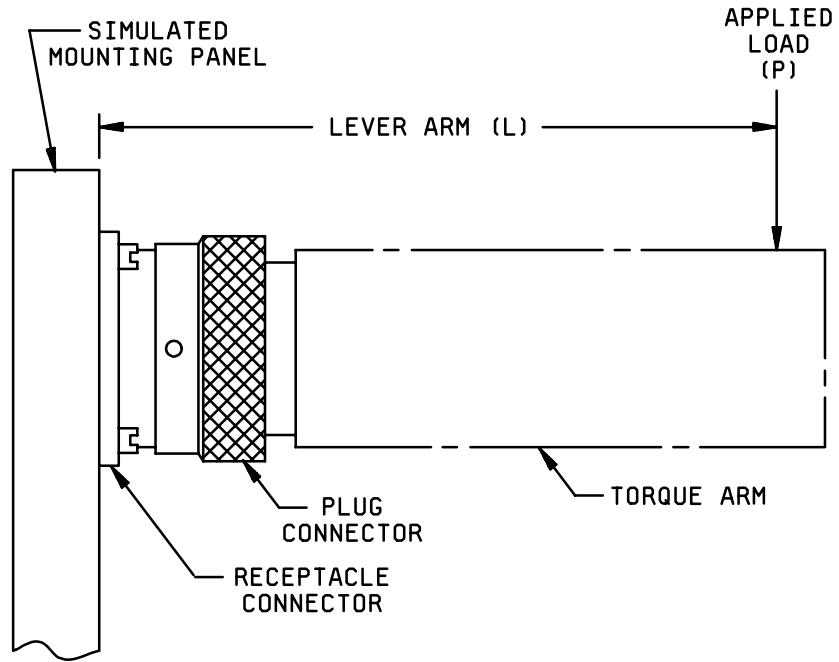 SIMULATED
MOUNTING PANEL
APPLIED
LOAD
(P)
LEVER ARM (L)
TORQUE ARM
PLUG
CONNECTOR
RECEPTACLE
CONNECTOR